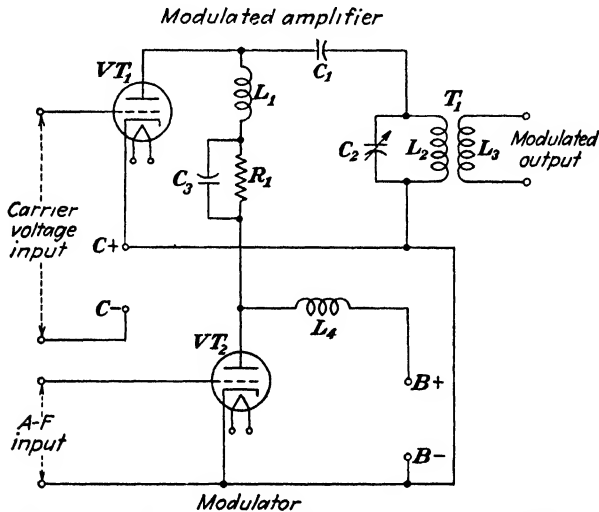 Modulated amplifier
VT1
C1
L1
T1
C2
L2
L3
Modulated
output
C3
R1
Carrier
voltage
input
C+
C-
L4
VT2
B+
A-F
input
B-
Modulator